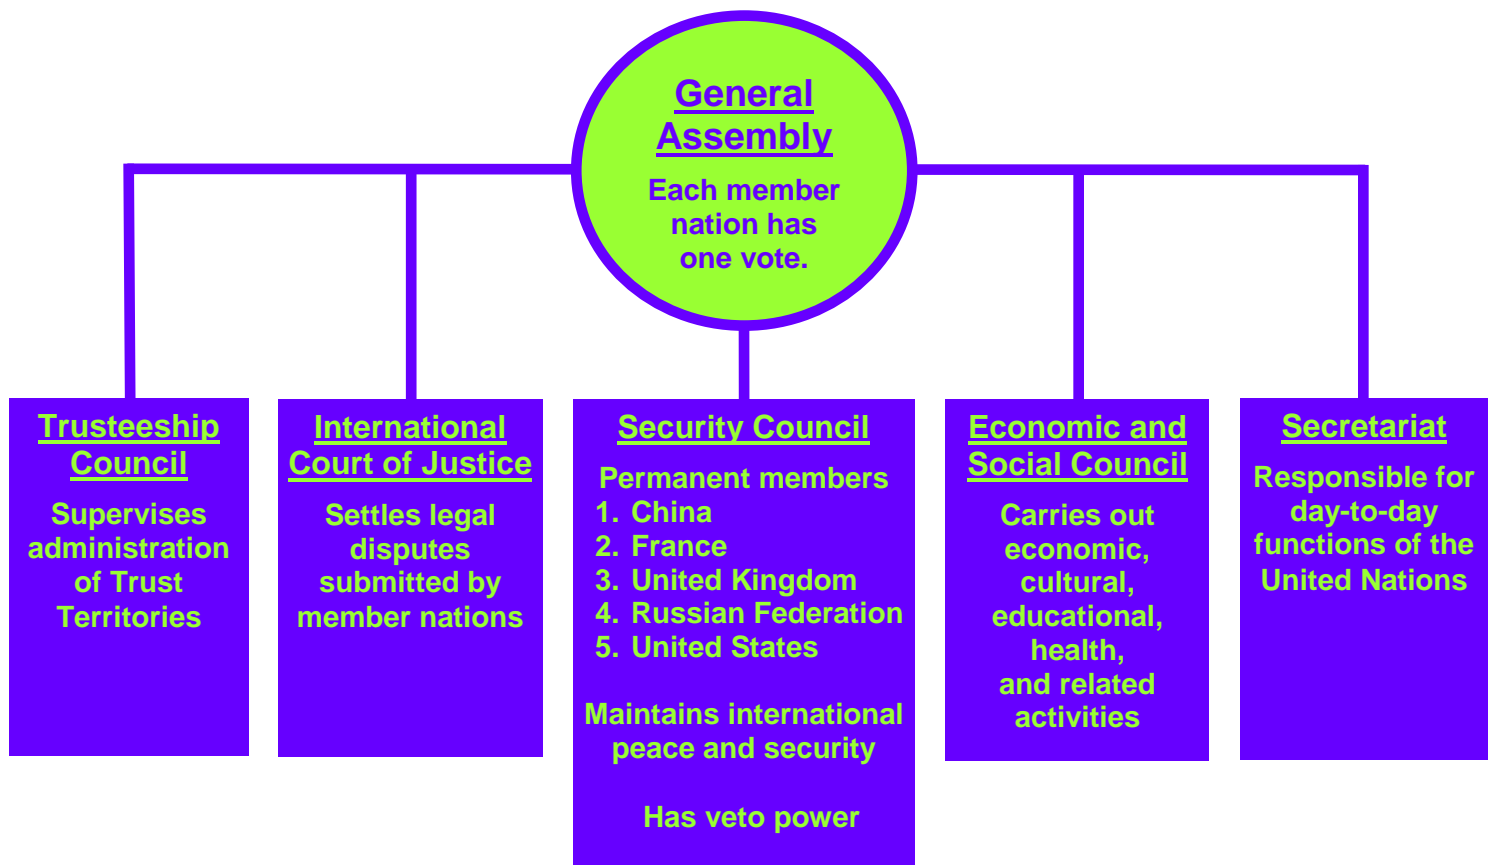 General
Assembly
Each member
nation has
one vote.
Trusteeship
Council
Supervises
administration
of Trust
Territories
International
Court of Justice
Settles legal
disputes
submitted by
member nations
Security Council
Permanent members
1. China
2. France
3. United Kingdom
4. Russian Federation
5. United States
Maintains international
peace and security
Has veto power
Economic and
Social Council
Carries out
economic,
cultural,
educational,
health,
and related
activities
Secretariat
Responsible for
day-to-day
functions of the
United Nations